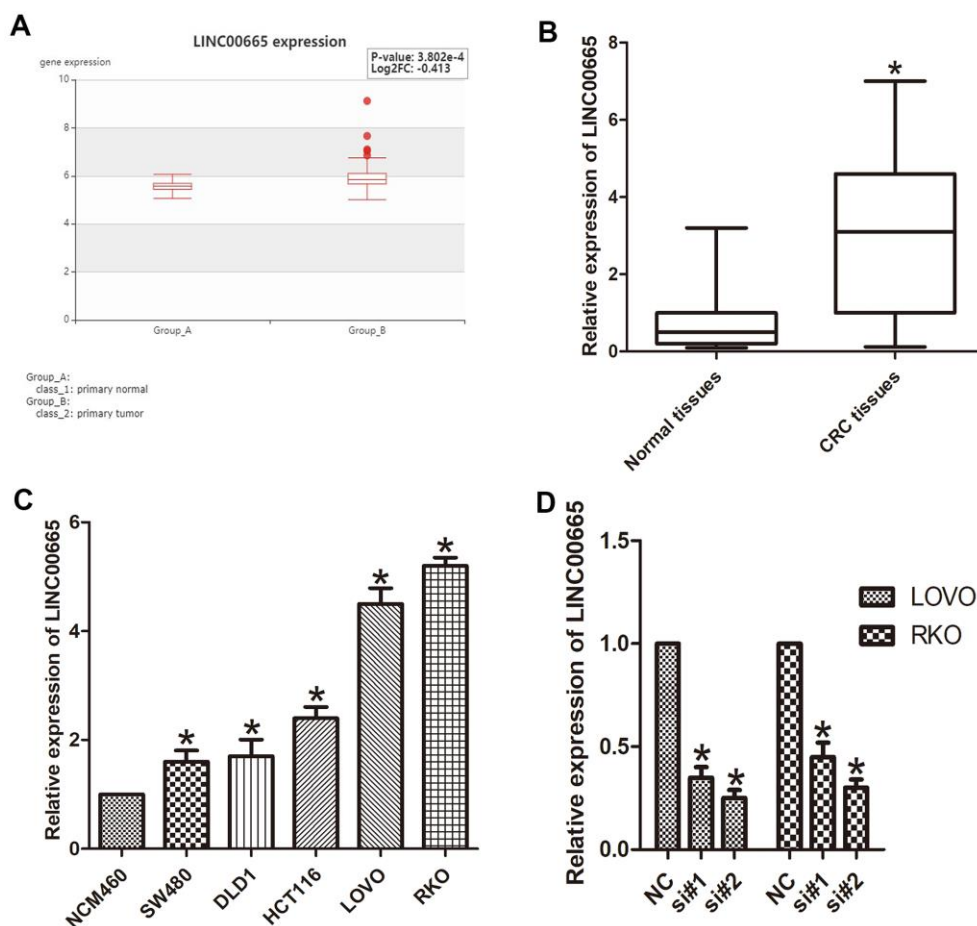 A
LINC00665 expression
P-value: 3.802e-4
Log2FC: -0.413
gene expression
10
8
6
4
2
0
Group_A
Group_B
Group_A:
class_1: primary normal
Group_B:
class_2: primary tumor
B
Relative expression of LINC00665
8
6
4
2
0
*
Normal tissues
CRC tissues
C
Relative expression of LINC00665
6
4
2
0
*
*
*
*
*
NCM460
SW480
DLD1
HCT116
LOVO
RKO
D
Relative expression of LINC00665
1.5
1.0
0.5
0.0
*
*
*
*
LOVO
RKO
NC
si#1
si#2
NC
si#1
si#2